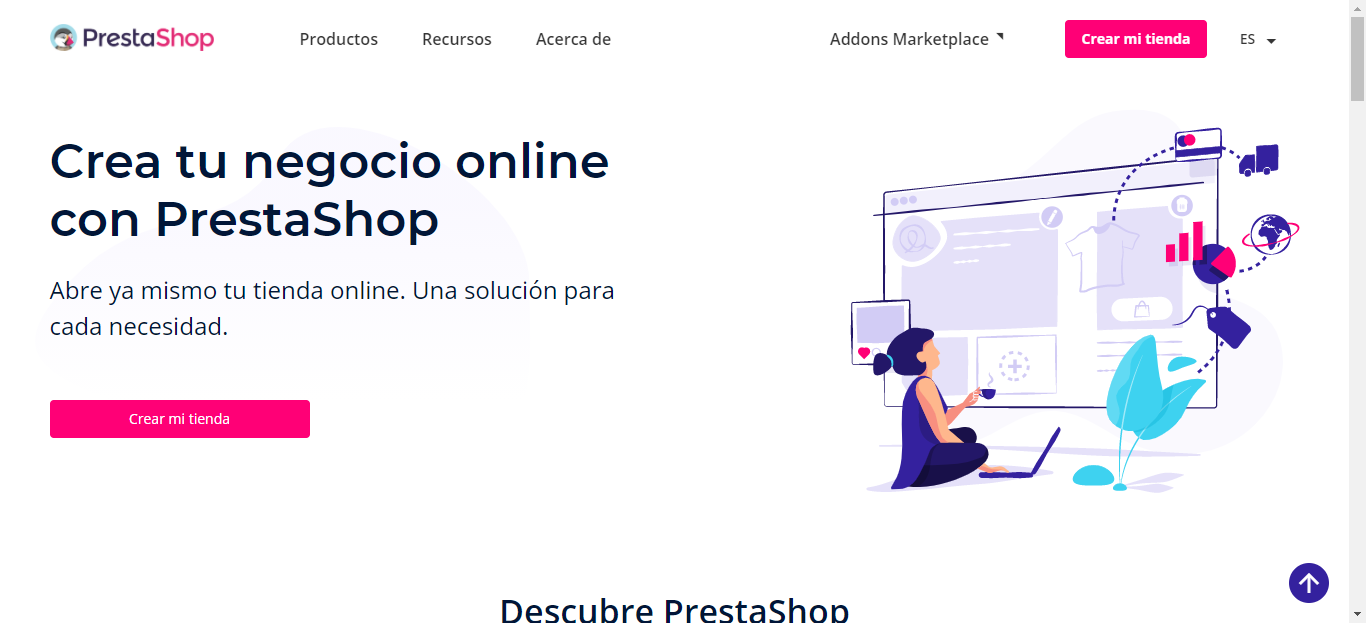 PrestaShop
Productos
Recursos
Acerca de
Addons Marketplace
Crear mi tienda
ES
Crea tu negocio online
con PrestaShop
Abre ya mismo tu tienda online. Una solución para
cada necesidad.
Crear mi tienda
Descubre PrestaShop